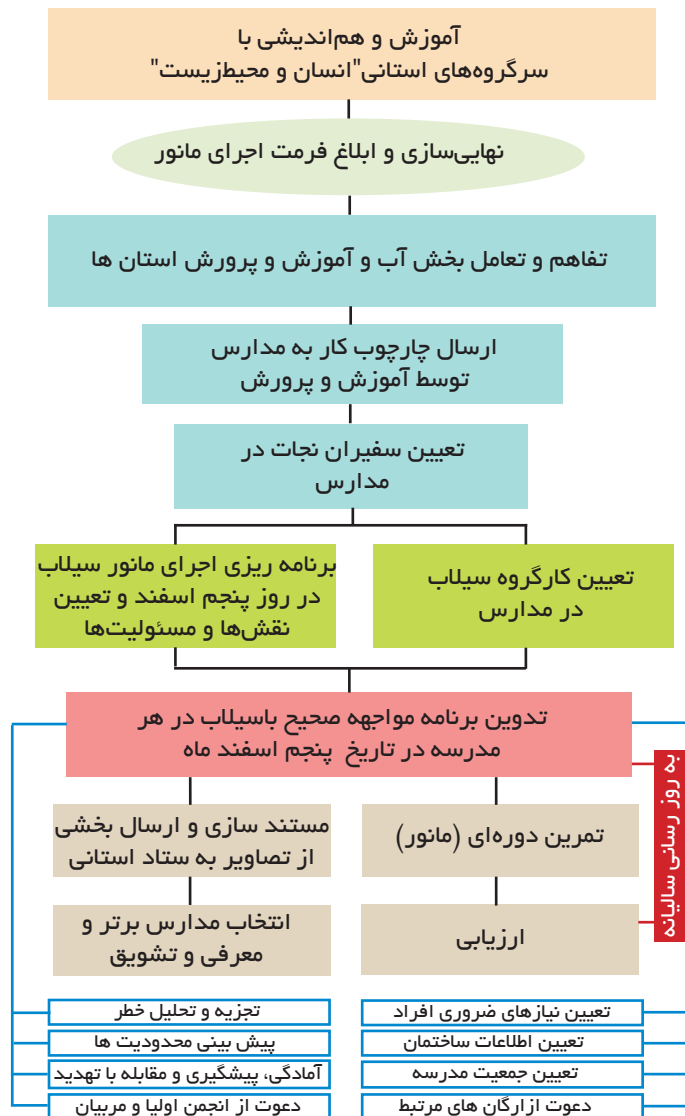 آموزش و هم‌اندیشی با
سرگروه‌های استانی"انسان و محیط‌زیست"
نهایی‌سازی و ابلاغ فرمت اجرای مانور
تفاهم و تعامل بخش آب و آموزش و پرورش استان ها
ارسال چارچوب کار به مدارس
توسط آموزش و پرورش
تعیین سفیران نجات در
مدارس
تعیین کارگروه سیلاب
در مدارس
برنامه ریزی اجرای مانور سیلاب
در روز پنجم اسفند و تعیین
نقش‌ها و مسئولیت‌ها
تدوین برنامه مواجهه صحیح باسیلاب در هر
مدرسه در تاریخ پنجم اسفند ماه
به روز رسانی سالیانه
تمرین دوره‌ای (مانور)
مستند سازی و ارسال بخشی
از تصاویر به ستاد استانی
ارزیابی
انتخاب مدارس برتر و
معرفی و تشویق
تعیین نیازهای ضروری افراد
تعیین اطلاعات ساختمان
تعیین جمعیت مدرسه
دعوت ازارگان های مرتبط
تجزیه و تحلیل خطر
پیش بینی محدودیت ها
آمادگی، پیشگیری و مقابله با تهدید
دعوت از انجمن اولیا و مربیان